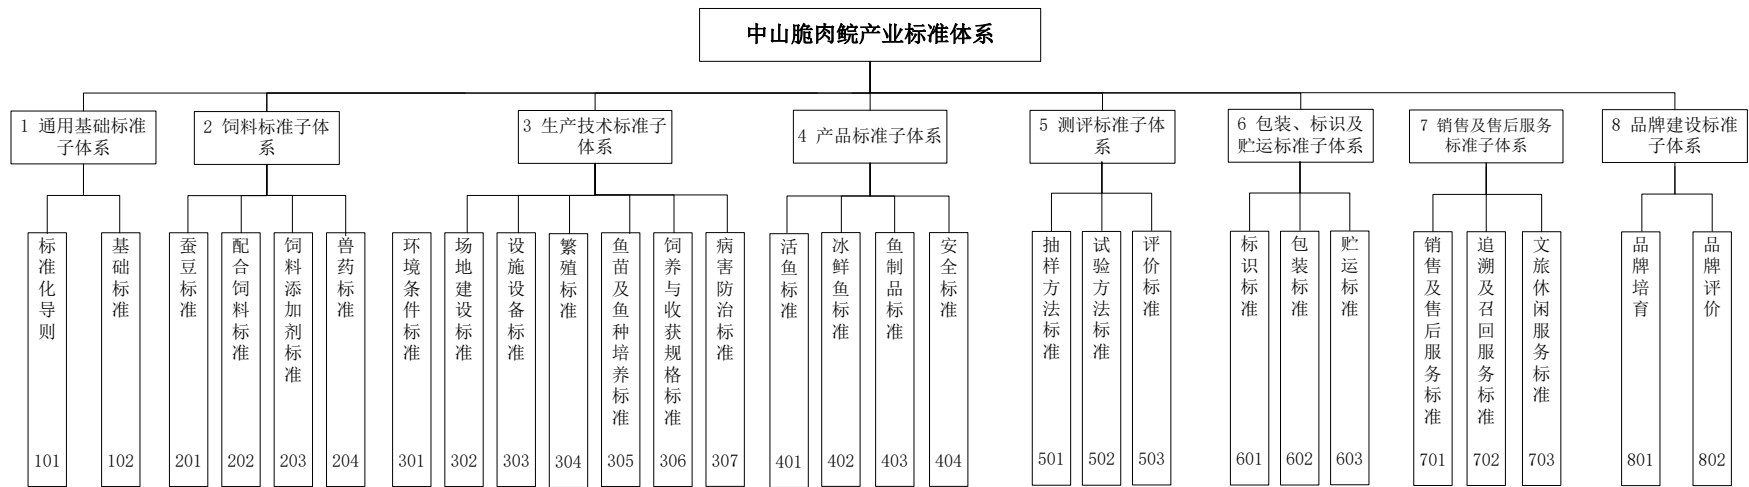 中山脆肉鲩产业标准体系
1 通用基础标准
子体系
2 饲料标准子体
系
3 生产技术标准子
体系
4 产品标准子体系
5 测评标准子体
系
6 包装、标识及
贮运标准子体系
7 销售及售后服务
标准子体系
8 品牌建设标准
子体系
标准化导则
101
基础标准
102
蚕豆标准
201
配合饲料标准
202
饲料添加剂标准
203
兽药标准
204
环境条件标准
301
场地建设标准
302
设施设备标准
303
繁殖标准
304
鱼苗及鱼种培养标准
305
饲养与收获规格标准
306
病害防治标准
307
活鱼标准
401
冰鲜鱼标准
402
鱼制品标准
403
安全标准
404
抽样方法标准
501
试验方法标准
502
评价标准
503
标识标准
601
包装标准
602
贮运标准
603
销售及售后服务标准
701
追溯及召回服务标准
702
文旅休闲服务标准
703
品牌培育
801
品牌评价
802